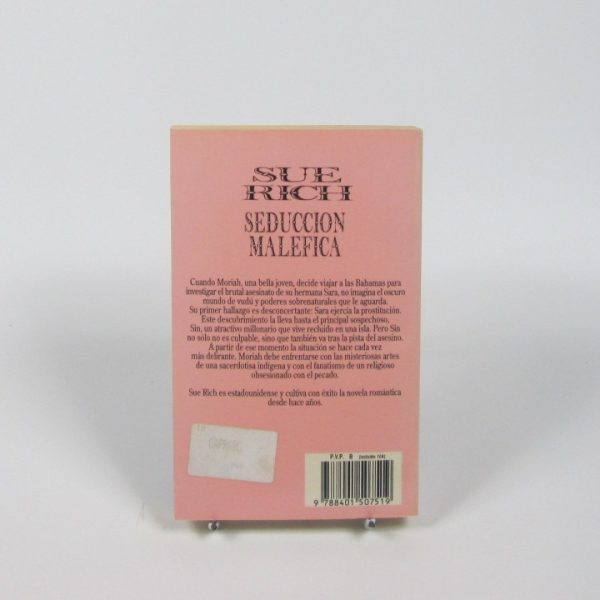 SUE
RICH
SEDUCCION
MALEFICA
Cuando Moriah, una bella joven, decide viajar a las Bahamas para
investigar el brutal asesinato de su hermana Sara, no imagina el oscuro
mundo de vudú y poderes sobrenaturales que le aguarda.
Su primer hallazgo es desconcertante: Sara ejercía la prostitución.
Este descubrimiento la lleva hasta el principal sospechoso,
Sin, un atractivo millonario que vive recluido en una isla. Pero Sin
no sólo no es culpable, sino que también va tras la pista del asesino.
A partir de ese momento la situación se hace cada vez
más delirante. Moriah debe enfrentarse con las misteriosas artes
de una sacerdotisa indígena y con el fanatismo de un religioso
obsesionado con el pecado.
Sue Rich es estadounidense y cultiva con éxito la novela romántica
desde hace años.
P.V.P. B
9 788401 507519